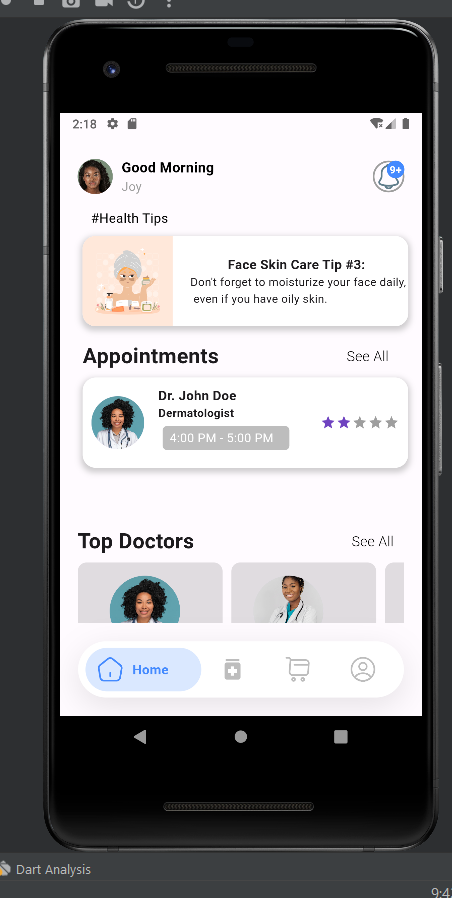 2:18
Good Morning
9+
Joy
#Health Tips
Face Skin Care Tip #3:
Don't forget to moisturize your face daily,
even if you have oily skin.
Appointments
See All
Dr. John Doe
Dermatologist
4:00 PM - 5:00 PM
Top Doctors
See All
Home
Dart Analysis